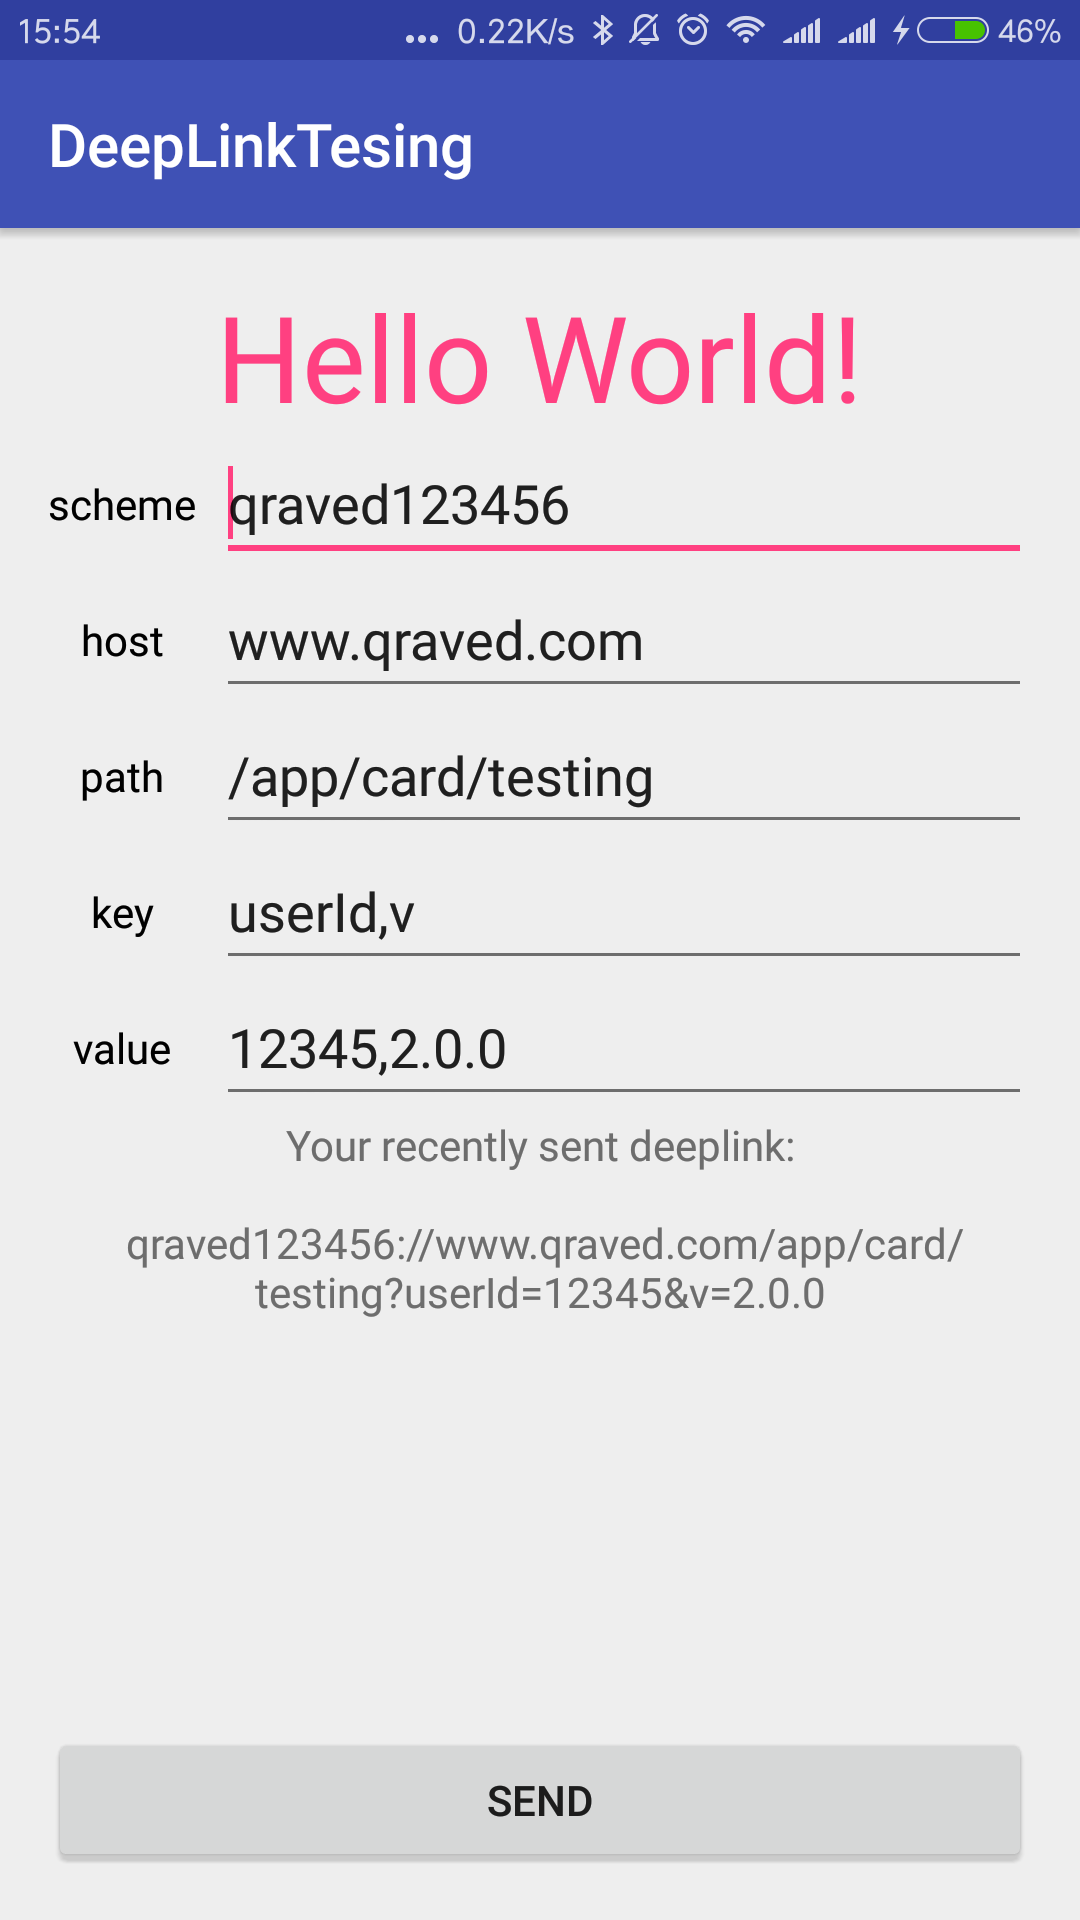 15:54 ... 0.22K/s 46%
DeepLinkTesing
Hello World!
scheme qraved123456
host www.qraved.com
path /app/card/testing
key userId,v
value 12345,2.0.0
Your recently sent deeplink:
qraved123456://www.qraved.com/app/card/
testing?userId=12345&v=2.0.0
SEND